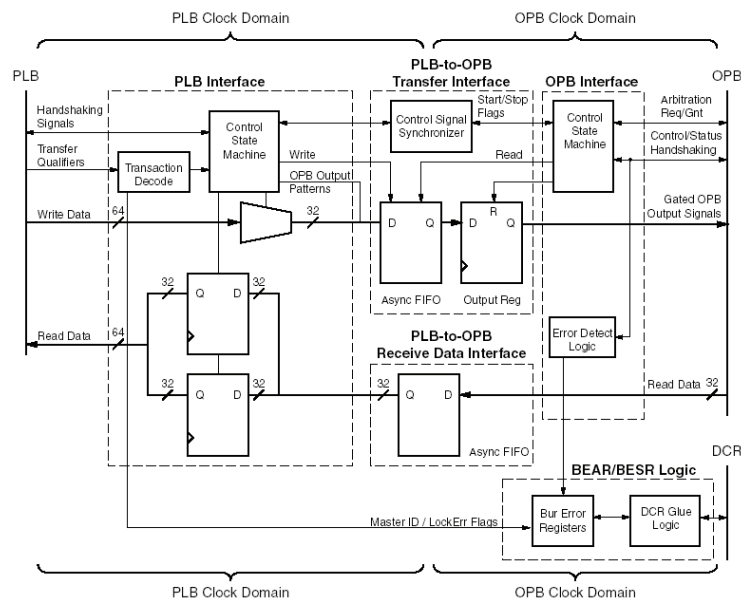 PLB Clock Domain
OPB Clock Domain
PLB
PLB Interface
PLB-to-OPB
Transfer Interface
OPB Interface
OPB
Handshaking
Signals
Control
State
Machine
Control Signal
Synchronizer
Start/Stop
Flags
Control
State
Machine
Arbitration
Req/Gnt
Control/Status
Handshaking
Transfer
Qualifiers
Transaction
Decode
Write
Read
OPB Output
Patterns
Write Data
64
32
D
Q
D
R
Q
Gated OPB
Output Signals
Async FIFO
Output Reg
32
Q
D
32
Read Data
64
PLB-to-OPB
Receive Data Interface
Error Detect
Logic
32
Q
D
32
32
Q
D
Read Data
32
Async FIFO
DCR
BEAR/BESR Logic
Master ID / LockErr Flags
Bur Error
Registers
DCR Glue
Logic
PLB Clock Domain
OPB Clock Domain